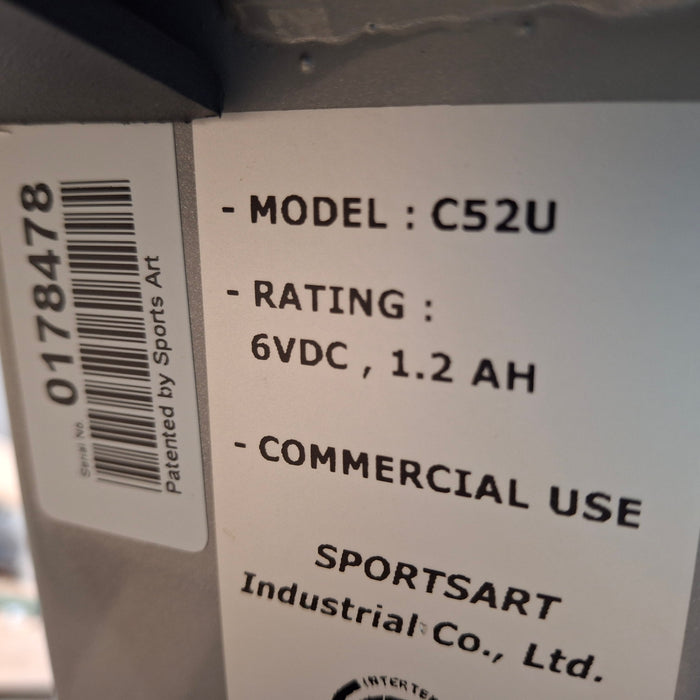 0178478
Serial No.
Patented by Sports Art
- MODEL : C52U
- RATING :
6VDC , 1.2 AH
- COMMERCIAL USE
SPORTSART
Industrial Co., Ltd.